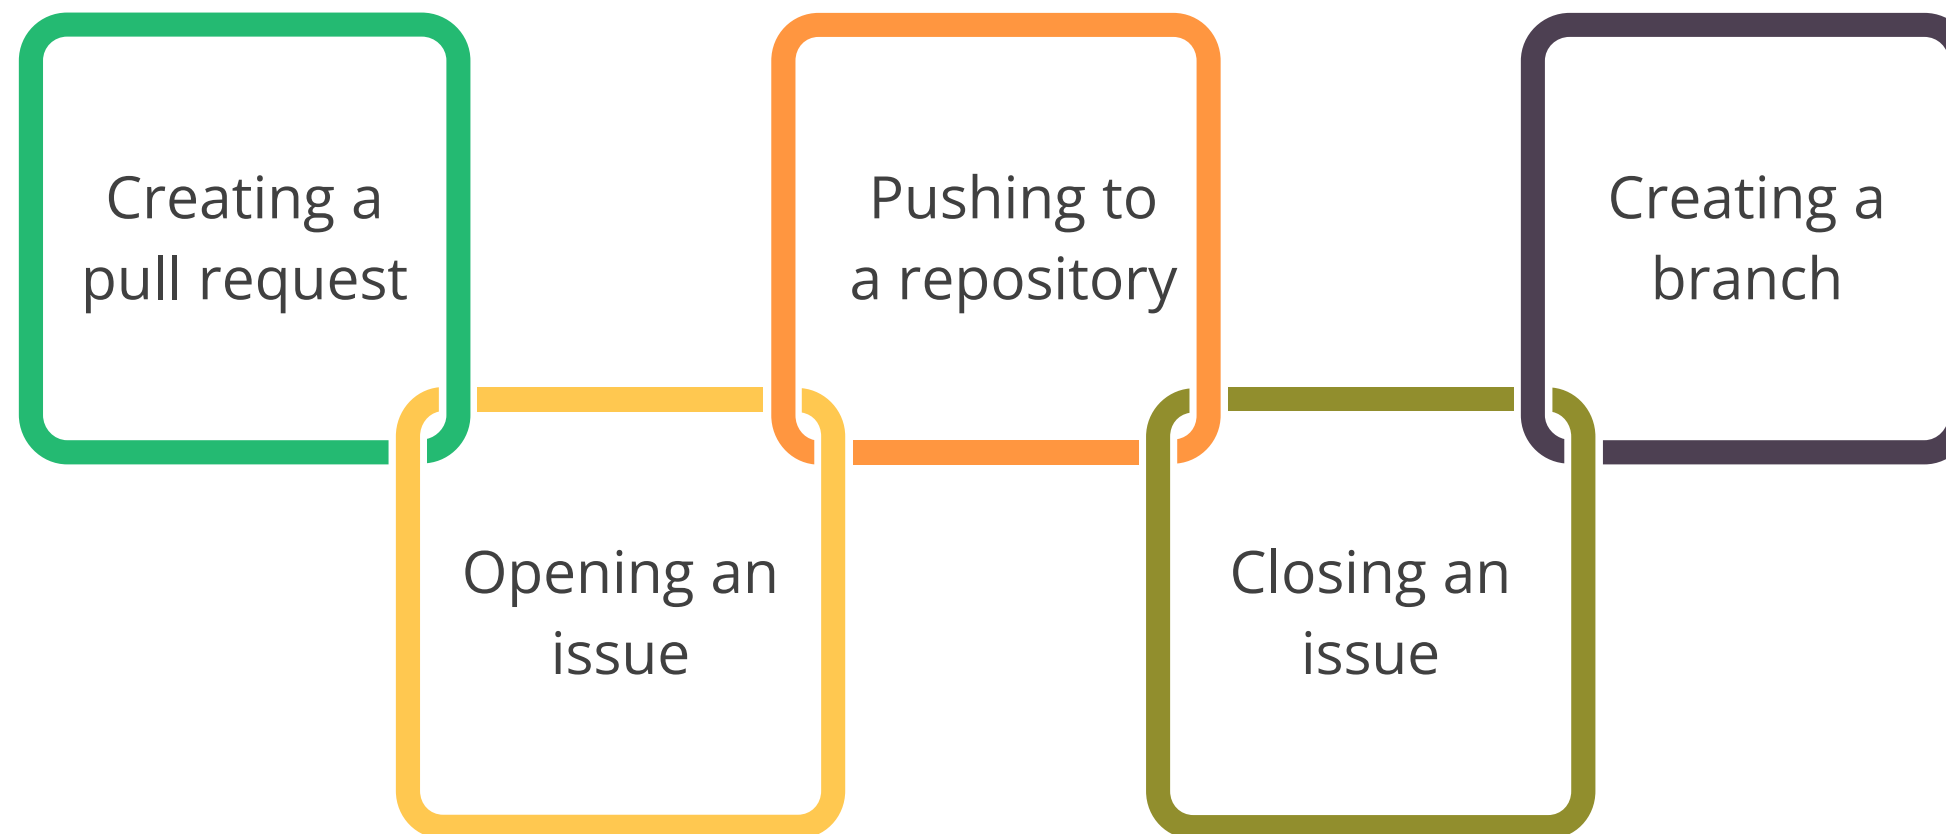 Creating a
pull request
Opening an
issue
Pushing to
a repository
Closing an
issue
Creating a
branch